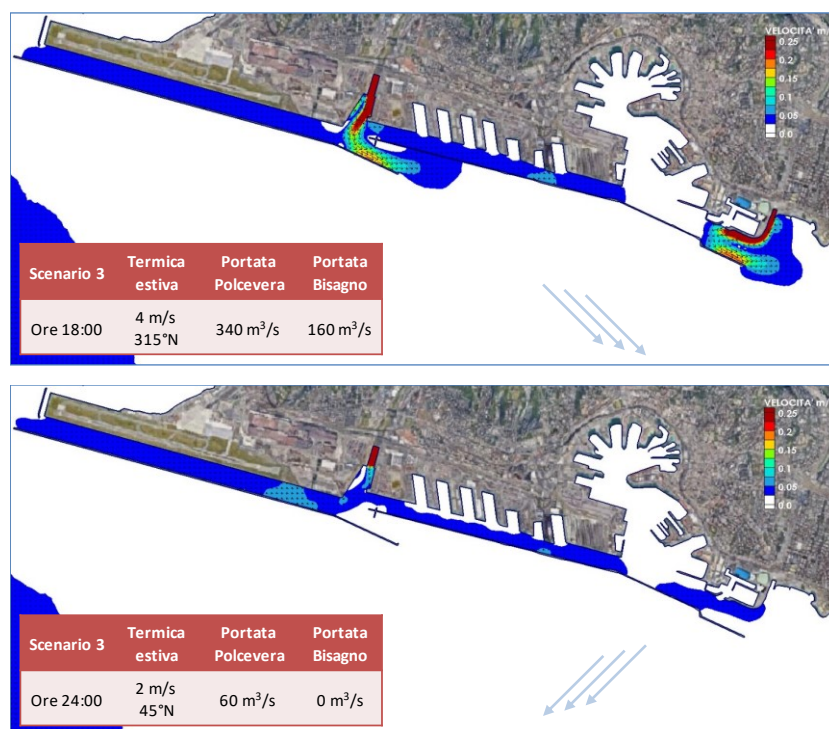 VELOCITA' m/
0.25
0.2
0.15
0.1
0.05
0.0
Scenario 3
Termica estiva
Portata Polcevera
Portata Bisagno
Ore 18:00
4 m/s 315°N
340 m³/s
160 m³/s
VELOCITA' m/
0.25
0.2
0.15
0.1
0.05
0.0
Scenario 3
Termica estiva
Portata Polcevera
Portata Bisagno
Ore 24:00
2 m/s 45°N
60 m³/s
0 m³/s